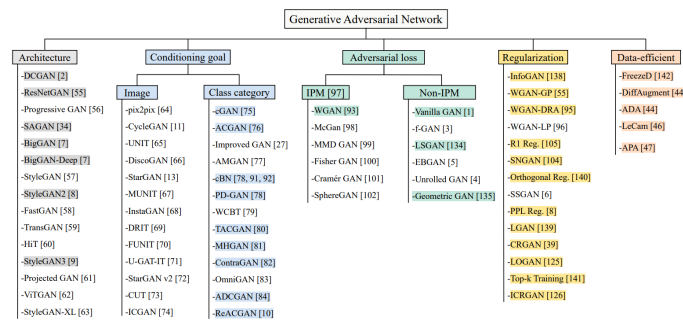 Generative Adversarial Network
Architecture
-DCGAN [2]
-ResNetGAN [55]
-Progressive GAN [56]
-SAGAN [34]
-BigGAN [7]
-BigGAN-Deep [7]
-StyleGAN [57]
-StyleGAN2 [8]
-FastGAN [58]
-TransGAN [59]
-HiT [60]
-StyleGAN3 [9]
-Projected GAN [61]
-ViTGAN [62]
-StyleGAN-XL [63]
Conditioning goal
Image
-pix2pix [64]
-CycleGAN [11]
-UNIT [65]
-DiscoGAN [66]
-StarGAN [13]
-MUNIT [67]
-InstaGAN [68]
-DRIT [69]
-FUNIT [70]
-U-GAT-IT [71]
-StarGAN v2 [72]
-CUT [73]
-ICGAN [74]
Class category
-cGAN [75]
-ACGAN [76]
-Improved GAN [27]
-AMGAN [77]
-cBN [78, 91, 92]
-PD-GAN [78]
-WCBT [79]
-TACGAN [80]
-MHGAN [81]
-ContraGAN [82]
-OmniGAN [83]
-ADCGAN [84]
-ReACGAN [10]
Adversarial loss
IPM [97]
-WGAN [93]
-McGan [98]
-MMD GAN [99]
-Fisher GAN [100]
-Cramér GAN [101]
-SphereGAN [102]
Non-IPM
-Vanilla GAN [1]
-f-GAN [3]
-LSGAN [134]
-EBGAN [5]
-Unrolled GAN [4]
-Geometric GAN [135]
Regularization
-InfoGAN [138]
-WGAN-GP [55]
-WGAN-DRA [95]
-WGAN-LP [96]
-R1 Reg. [105]
-SNGAN [104]
-Orthogonal Reg. [140]
-SSGAN [6]
-PPL Reg. [8]
-LGAN [139]
-CRGAN [39]
-LOGAN [125]
-Top-k Training [141]
-ICRGAN [126]
Data-efficient
-FreezeD [142]
-DiffAugment [44
-ADA [44]
-LeCam [46]
-APA [47]